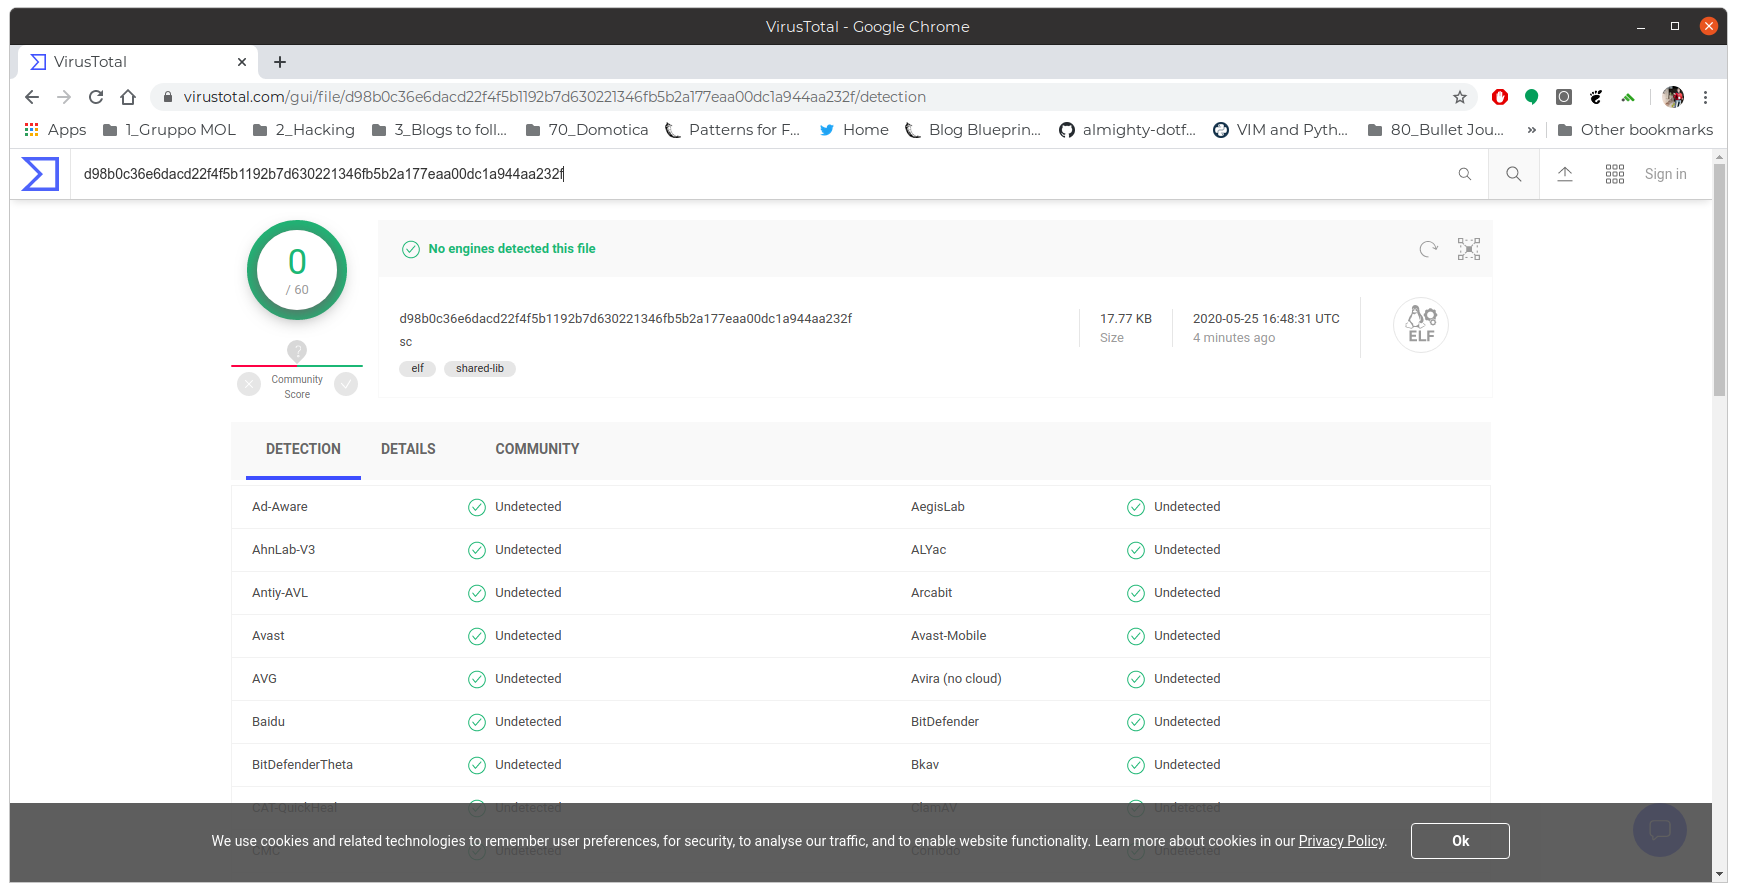 VirusTotal - Google Chrome
VirusTotal
virustotal.com/gui/file/d98b0c36e6dacd22f4f5b1192b7d630221346fb5b2a177eaa00dc1a944aa232f/detection
Apps 1_Gruppo MOL 2_Hacking 3_Blogs to foll... 70_Domotica Patterns for F... Home Blog Blueprin... almighty-dotf... VIM and Pyth... 80_Bullet Jou... » Other bookmarks
d98b0c36e6dacd22f4f5b1192b7d630221346fb5b2a177eaa00dc1a944aa232f
Sign in
0
/ 60
?
Community
Score
No engines detected this file
d98b0c36e6dacd22f4f5b1192b7d630221346fb5b2a177eaa00dc1a944aa232f
sc
elf shared-lib
17.77 KB
Size
2020-05-25 16:48:31 UTC
4 minutes ago
ELF
DETECTION DETAILS COMMUNITY
Ad-Aware Undetected AegisLab Undetected
AhnLab-V3 Undetected ALYac Undetected
Antiy-AVL Undetected Arcabit Undetected
Avast Undetected Avast-Mobile Undetected
AVG Undetected Avira (no cloud) Undetected
Baidu Undetected BitDefender Undetected
BitDefenderTheta Undetected Bkav Undetected
CAT-QuickHeal Undetected ClamAV Undetected
CMC Undetected Comodo Undetected
We use cookies and related technologies to remember user preferences, for security, to analyse our traffic, and to enable website functionality. Learn more about cookies in our Privacy Policy.
Ok